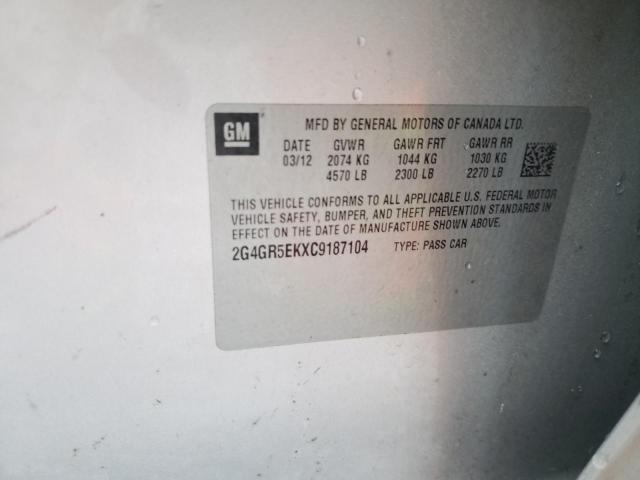 GM
MFD BY GENERAL MOTORS OF CANADA LTD.
DATE GVWR GAWR FRT GAWR RR
03/12 2074 KG 1044 KG 1030 KG
4570 LB 2300 LB 2270 LB
THIS VEHICLE CONFORMS TO ALL APPLICABLE U.S. FEDERAL MOTOR
VEHICLE SAFETY, BUMPER, AND THEFT PREVENTION STANDARDS IN
EFFECT ON THE DATE OF MANUFACTURE SHOWN ABOVE.
2G4GR5EKXC9187104 TYPE: PASS CAR